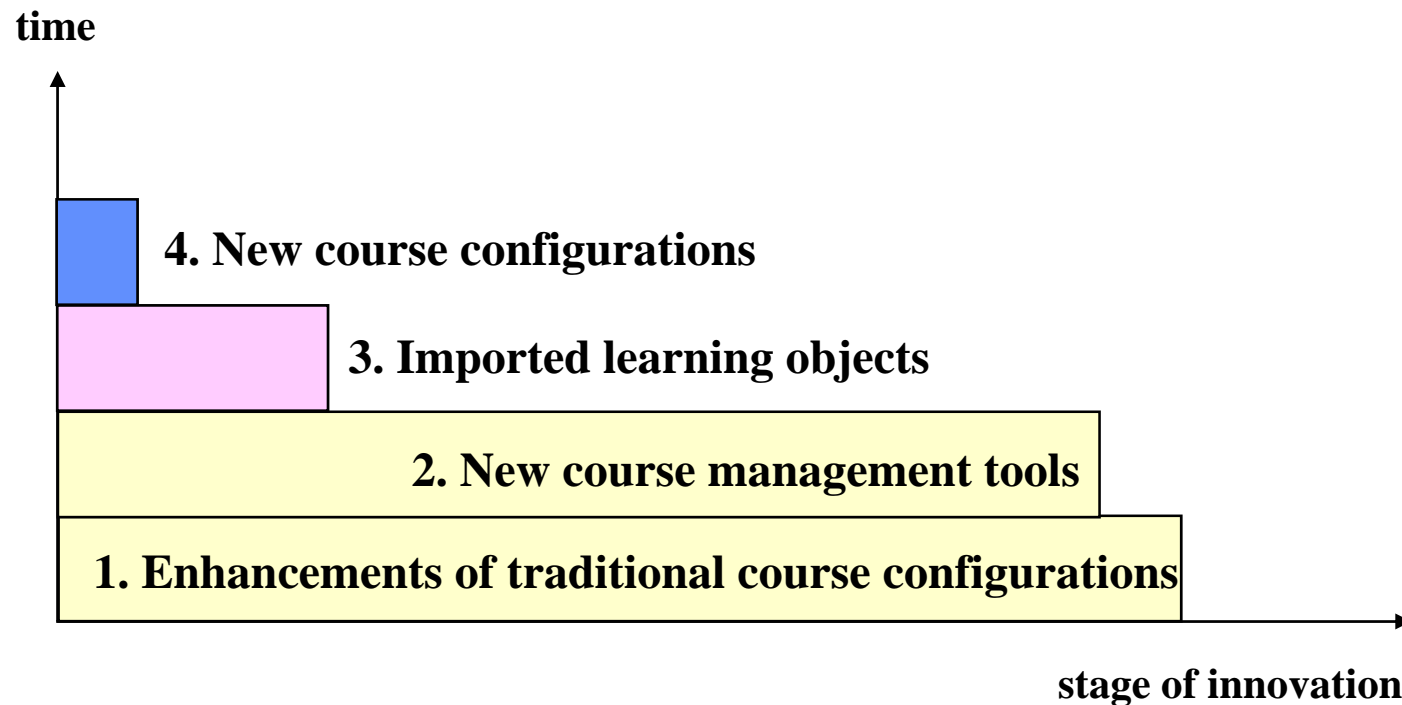 time
4. New course configurations
3. Imported learning objects
2. New course management tools
1. Enhancements of traditional course configurations
stage of innovation